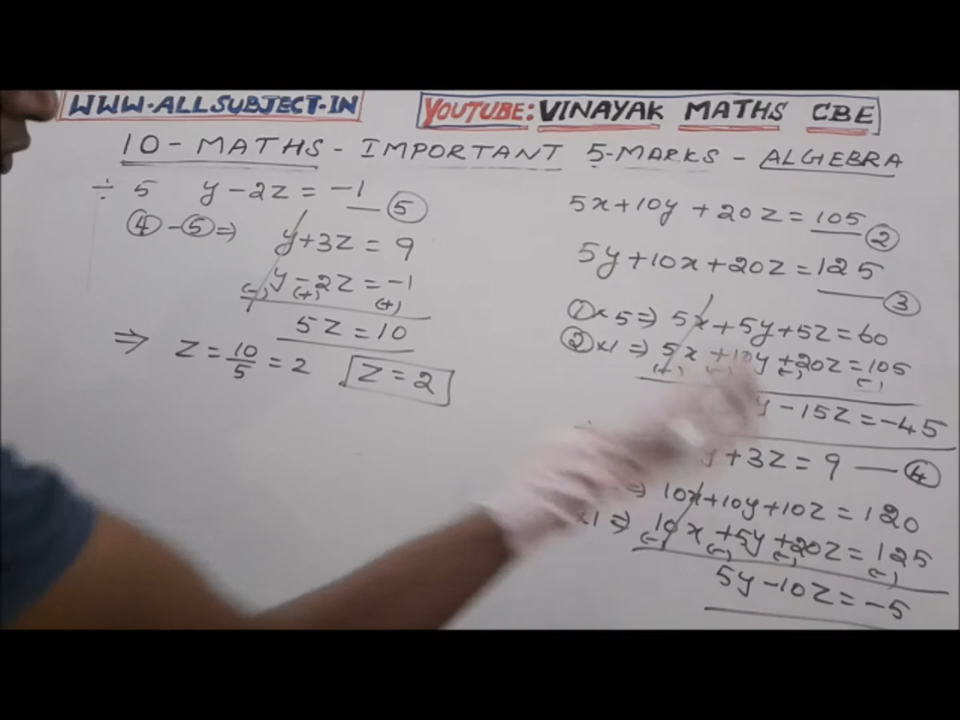 WWW.ALLSUBJECT.IN
YOUTUBE: VINAYAK MATHS CBE
10 - MATHS - IMPORTANT 5-MARKS - ALGEBRA
÷ 5 y - 2z = -1 — ⑤
④ - ⑤ ⇒ y + 3z = 9
y - 2z = -1
(-) (+) (+)
5z = 10
⇒ z = 10/5 = 2 z = 2
5x + 10y + 20z = 105 — ②
5y + 10x + 20z = 125 — ③
① × 5 ⇒ 5x + 5y + 5z = 60
② × 1 ⇒ 5x + 10y + 20z = 105
(-) (-) (-) (-)
y - 15z = -45
y + 3z = 9 — ④
⇒ 10x + 10y + 10z = 120
×1 ⇒ 10x + 5y + 20z = 125
(-) (-) (-) (-)
5y - 10z = -5